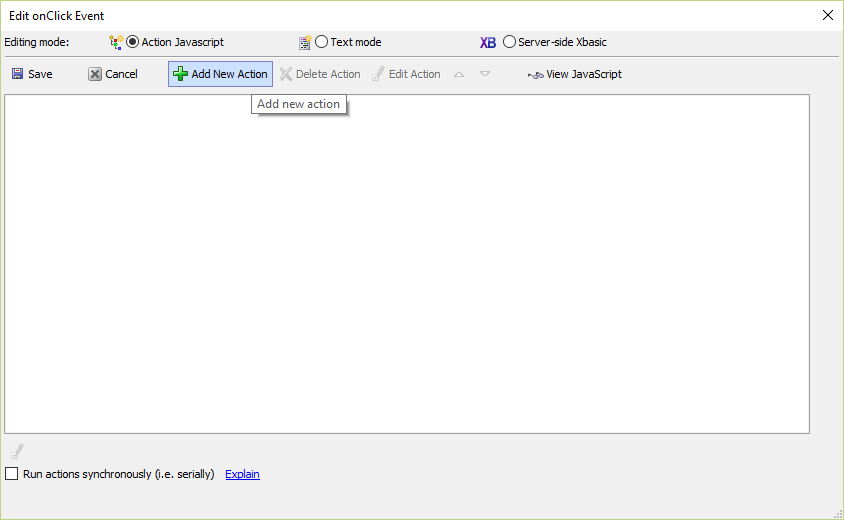 Edit onClick Event
Editing mode: Action Javascript Text mode XB Server-side Xbasic
Save Cancel Add New Action Delete Action Edit Action View JavaScript
Add new action
Run actions synchronously (i.e. serially) Explain